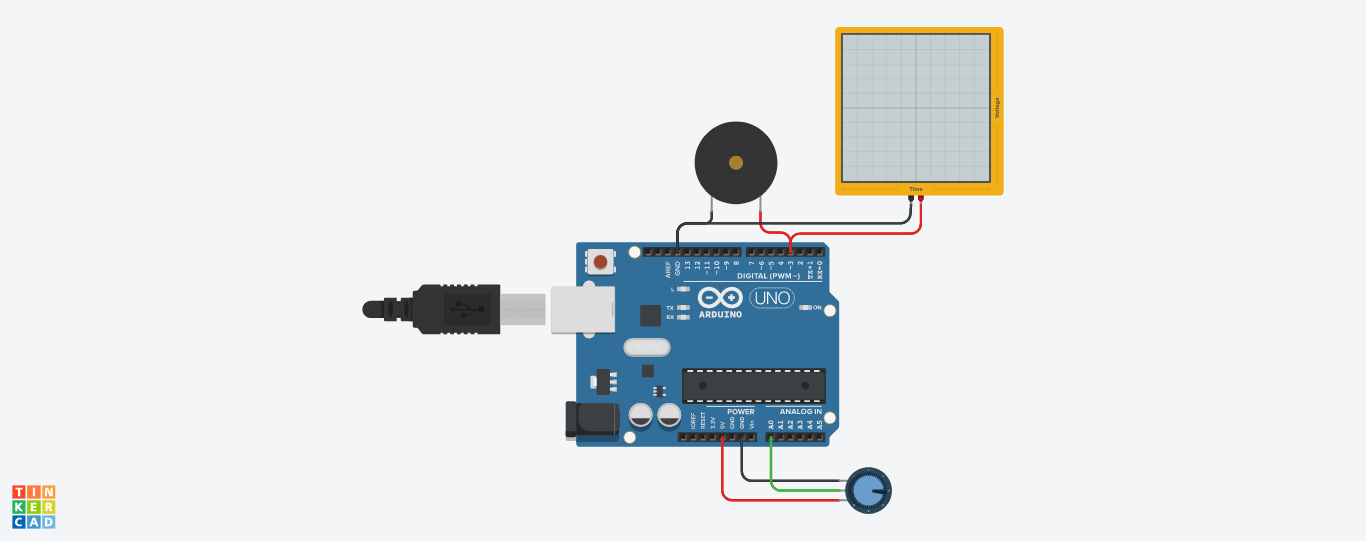 Voltage
Time
AREF
GND
13
12
~11
~10
~9
8
7
~6
~5
4
~3
2
TX→1
RX←0
DIGITAL (PWM~)
L
TX
RX
ARDUINO
UNO
ON
POWER
ANALOG IN
IOREF
RESET
3.3V
5V
GND
GND
Vin
A0
A1
A2
A3
A4
A5
TIN
KER
CAD